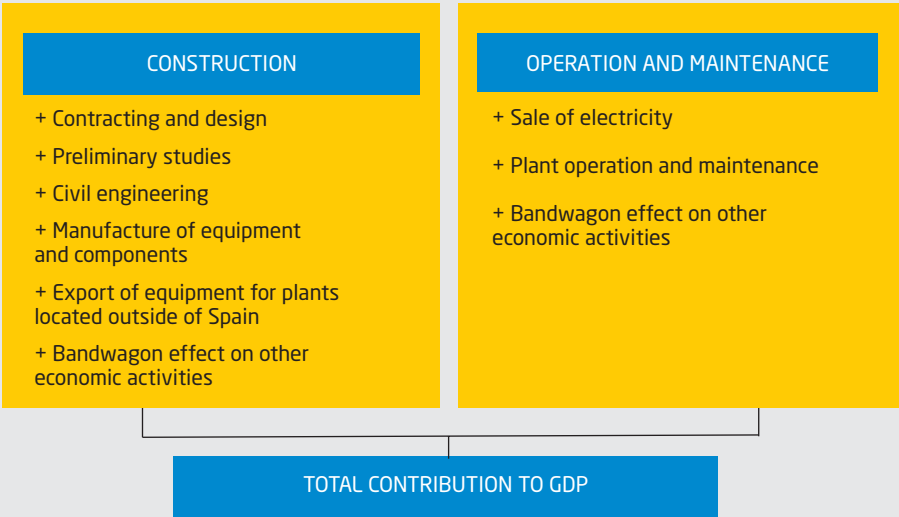 CONSTRUCTION
+ Contracting and design
+ Preliminary studies
+ Civil engineering
+ Manufacture of equipment
and components
+ Export of equipment for plants
located outside of Spain
+ Bandwagon effect on other
economic activities
OPERATION AND MAINTENANCE
+ Sale of electricity
+ Plant operation and maintenance
+ Bandwagon effect on other
economic activities
TOTAL CONTRIBUTION TO GDP